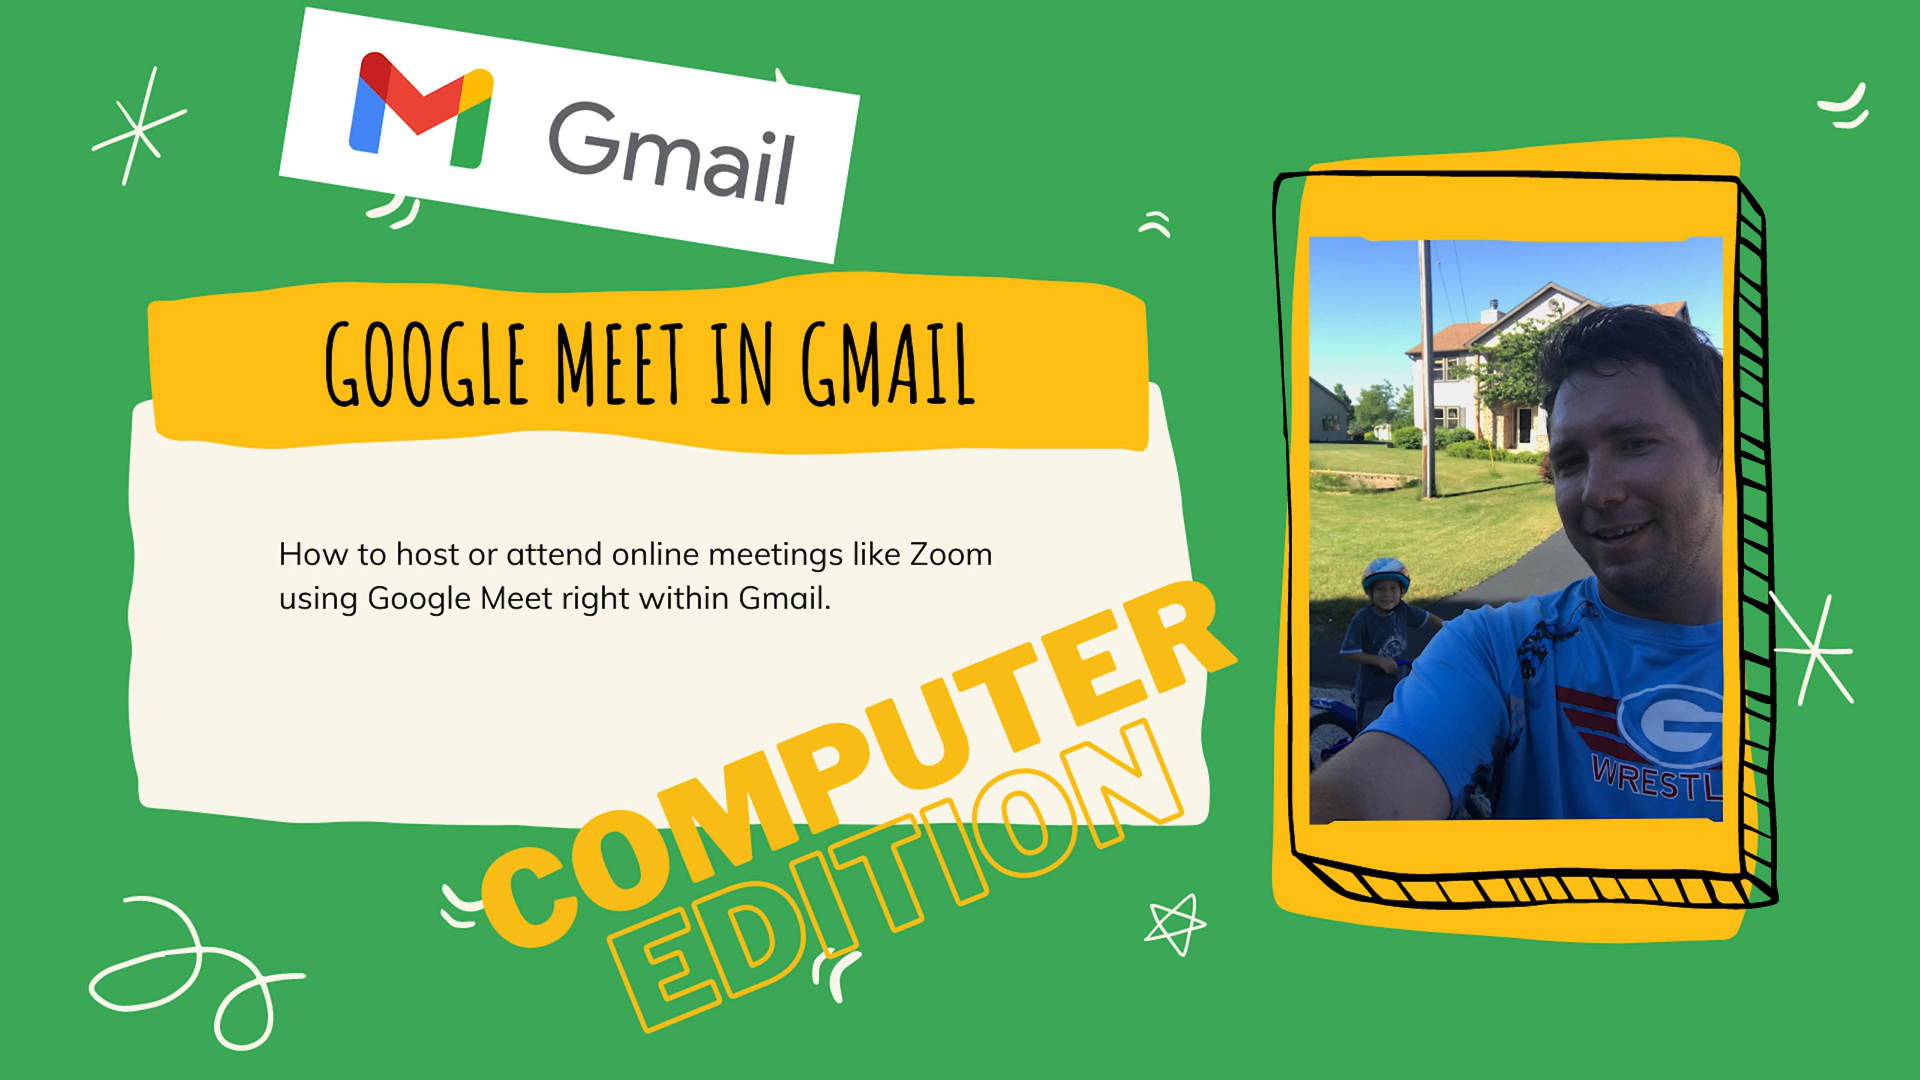 Gmail
GOOGLE MEET IN GMAIL
How to host or attend online meetings like Zoom
using Google Meet right within Gmail.
COMPUTER
EDITION
G
WRESTL